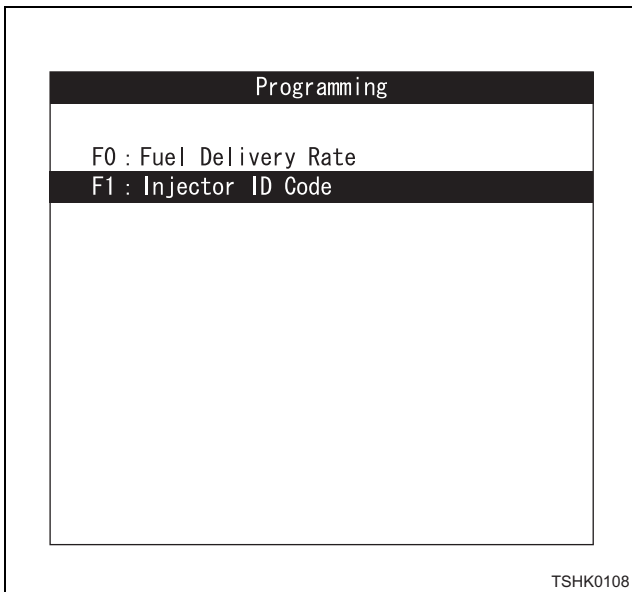 Programming
F0 : Fuel Delivery Rate
F1 : Injector ID Code
TSHK0108